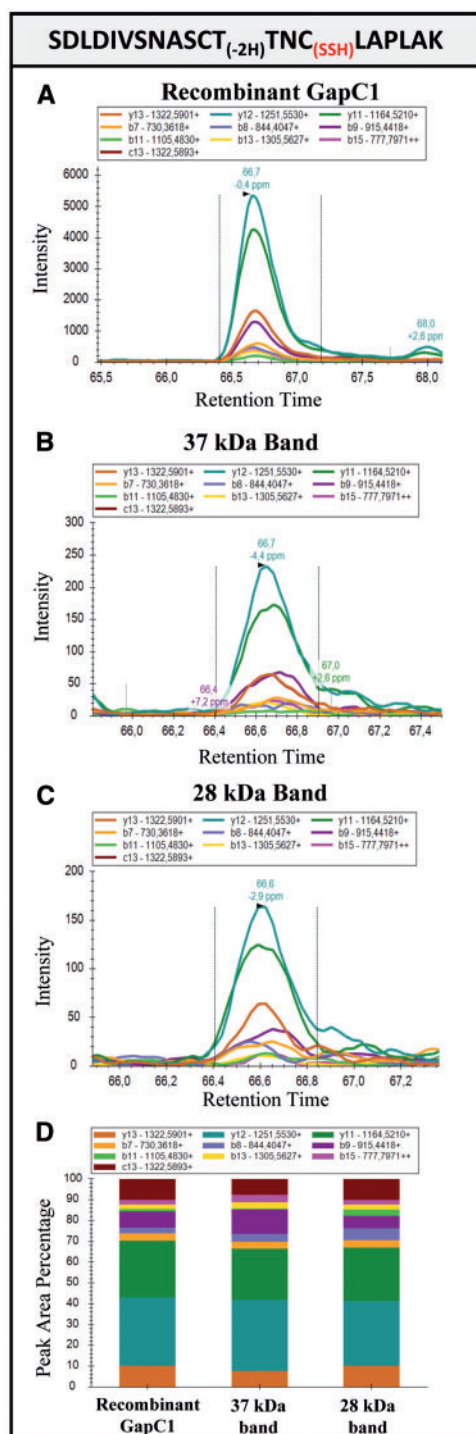 SDLDIVSNASCT(-2H)TNC(SSH)LAPLAK
A
Recombinant GapC1
y13 - 1322,5901+ y12 - 1251,5530+ y11 - 1164,5210+
b7 - 730,3618+ b8 - 844,4047+ b9 - 915,4418+
b11 - 1105,4830+ b13 - 1305,5627+ b15 - 777,7971++
c13 - 1322,5893+
6000
5000
4000
3000
2000
1000
0
Intensity
66,7
-0,4 ppm
68,0
+2,6 ppm
65,5 66,0 66,5 67,0 67,5 68,0
Retention Time
B
37 kDa Band
y13 - 1322,5901+ y12 - 1251,5530+ y11 - 1164,5210+
b7 - 730,3618+ b8 - 844,4047+ b9 - 915,4418+
b11 - 1105,4830+ b13 - 1305,5627+ b15 - 777,7971++
c13 - 1322,5893+
300
250
200
150
100
50
0
Intensity
66,7
-4,4 ppm
66,4
+7,2 ppm
67,0
+2,6 ppm
66,0 66,2 66,4 66,6 66,8 67,0 67,2 67,4
Retention Time
C
28 kDa Band
y13 - 1322,5901+ y12 - 1251,5530+ y11 - 1164,5210+
b7 - 730,3618+ b8 - 844,4047+ b9 - 915,4418+
b11 - 1105,4830+ b13 - 1305,5627+ b15 - 777,7971++
c13 - 1322,5893+
200
150
100
50
0
Intensity
66,6
-2,9 ppm
66,0 66,2 66,4 66,6 66,8 67,0 67,2
Retention Time
D
y13 - 1322,5901+ y12 - 1251,5530+ y11 - 1164,5210+
b7 - 730,3618+ b8 - 844,4047+ b9 - 915,4418+
b11 - 1105,4830+ b13 - 1305,5627+ b15 - 777,7971++
c13 - 1322,5893+
100
90
80
70
60
50
40
30
20
10
0
Peak Area Percentage
Recombinant GapC1
37 kDa band
28 kDa band